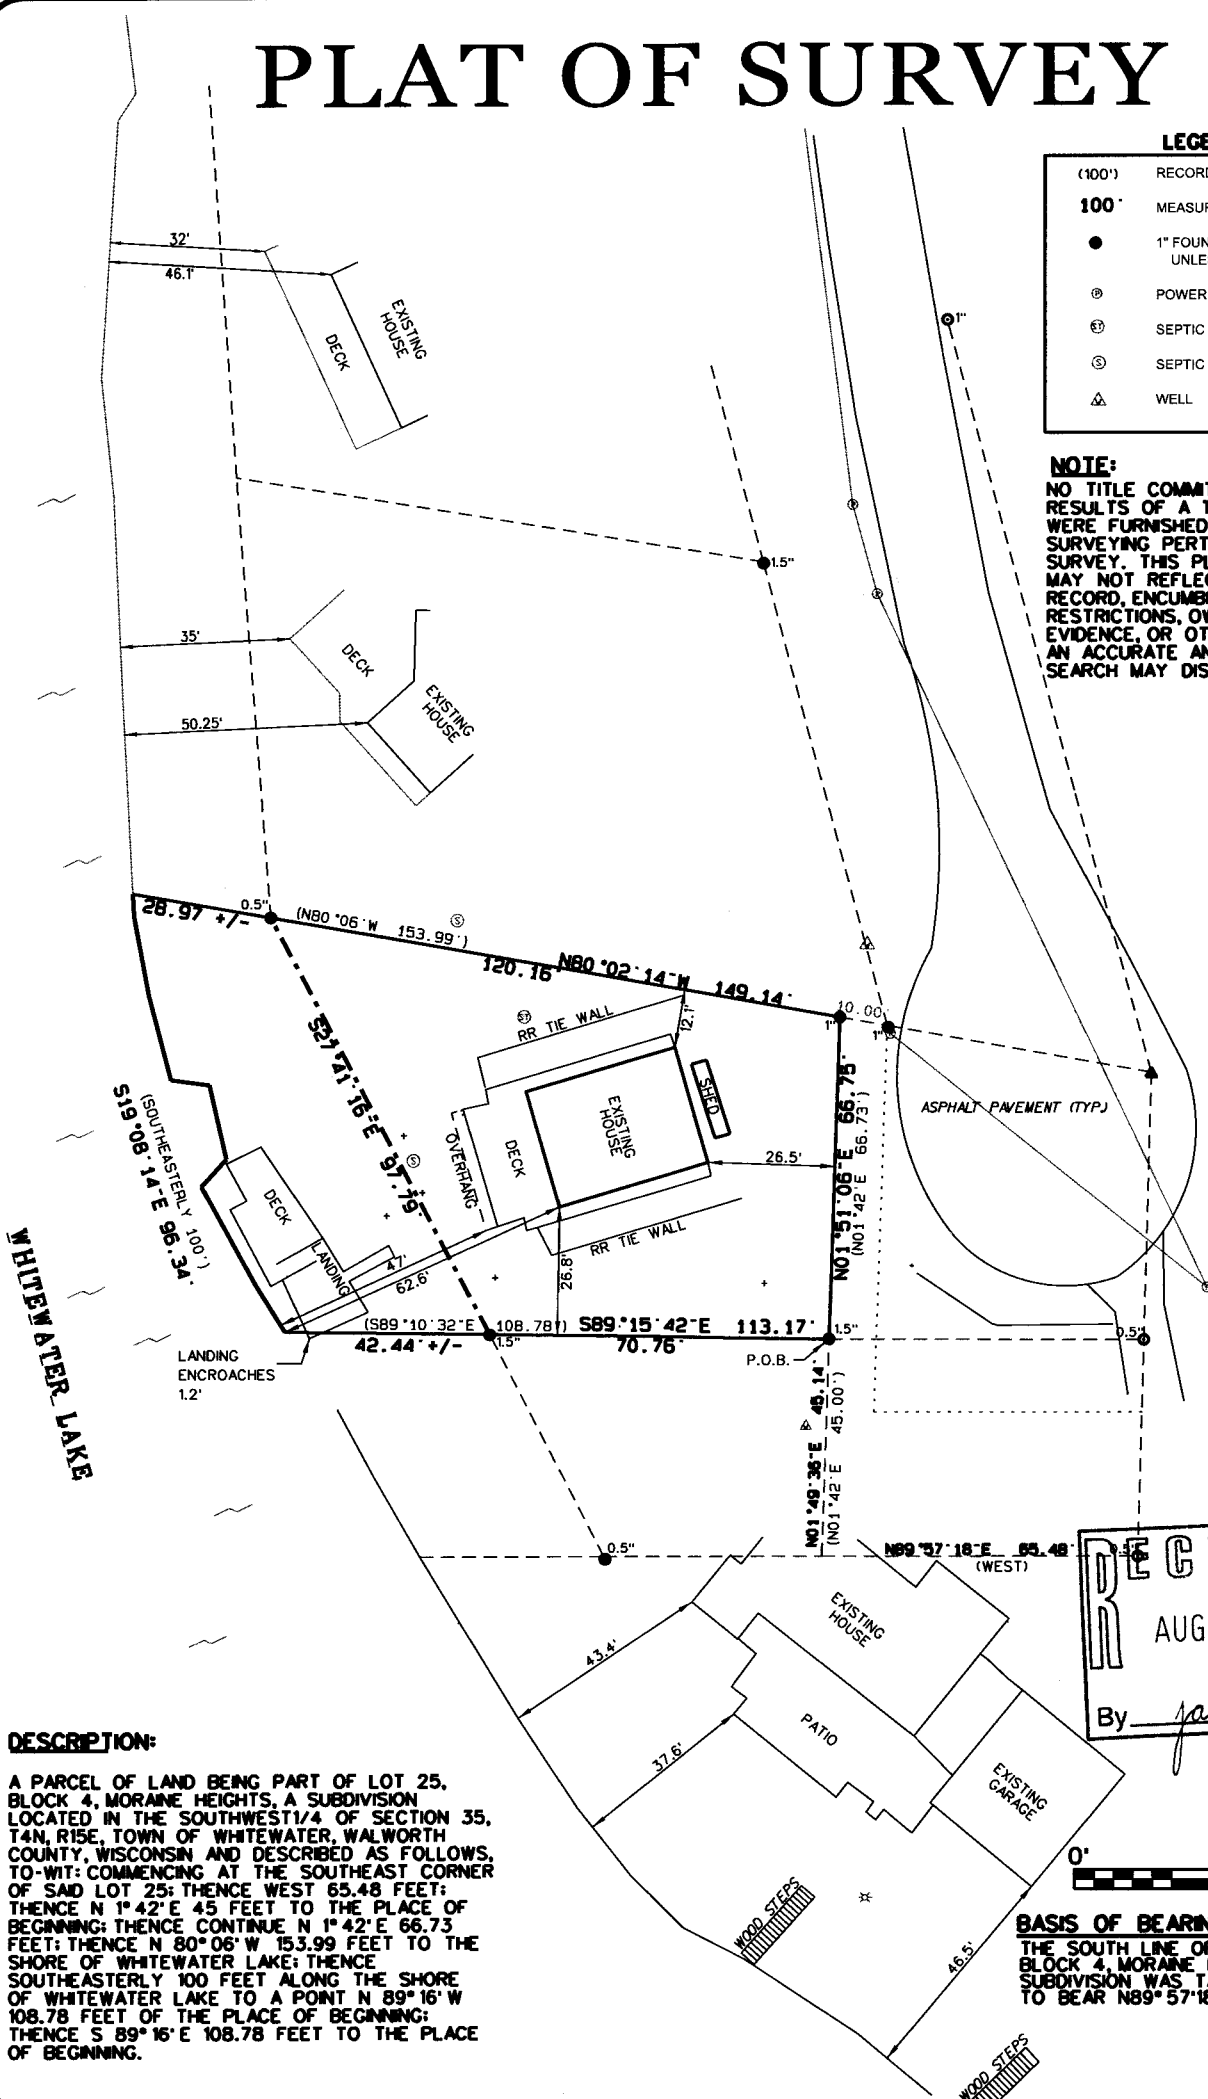 PLAT OF SURVEY
LEGE
(100') RECORD
100' MEASUR
1" FOUN
UNLE
POWER
SEPTIC
SEPTIC
WELL
NOTE:
NO TITLE COMMIT
RESULTS OF A T
WERE FURNISHED
SURVEYING PERT
SURVEY. THIS PL
MAY NOT REFLEC
RECORD, ENCUMB
RESTRICTIONS, OW
EVIDENCE, OR OT
AN ACCURATE AN
SEARCH MAY DIS
32'
46.1'
DECK
EXISTING
HOUSE
1"
1.5"
35'
DECK
EXISTING
HOUSE
50.25'
28.97 +/-
0.5"
(N80°06'W 153.99')
120.16'
N80°02'14"W 149.14'
10.00'
1"
1"
RR TIE WALL
12.1'
SHED
EXISTING
HOUSE
DECK
OVERHANG
26.5'
RR TIE WALL
26.8'
S27°41'16"E 97.79'
N01°51'06"E 66.75'
(N01°42'E 66.73')
ASPHALT PAVEMENT (TYP.)
(SOUTHEASTERLY 100')
S19°08'14"E 96.34'
DECK
LANDING
47'
62.6'
(S89°10'32"E 108.78')
S89°15'42"E 113.17'
42.44' +/-
1.5"
70.76'
1.5"
0.5"
P.O.B.
LANDING
ENCROACHES
1.2'
WHITEWATER LAKE
N01°49'36"E 45.14'
(N01°42'E 45.00')
0.5"
N89°57'18"E 65.48'
(WEST)
0.5"
REC
AUG
By ja
EXISTING
HOUSE
43.4'
PATIO
37.6'
EXISTING
GARAGE
WOOD STEPS
46.5'
WOOD STEPS
0'
BASIS OF BEARIN
THE SOUTH LINE O
BLOCK 4, MORAINE
SUBDIVISION WAS T
TO BEAR N89°57'18
DESCRIPTION:
A PARCEL OF LAND BEING PART OF LOT 25,
BLOCK 4, MORAINE HEIGHTS, A SUBDIVISION
LOCATED IN THE SOUTHWEST1/4 OF SECTION 35,
T4N, R15E, TOWN OF WHITEWATER, WALWORTH
COUNTY, WISCONSIN AND DESCRIBED AS FOLLOWS,
TO-WIT: COMMENCING AT THE SOUTHEAST CORNER
OF SAID LOT 25; THENCE WEST 65.48 FEET;
THENCE N 1°42'E 45 FEET TO THE PLACE OF
BEGINNING; THENCE CONTINUE N 1°42'E 66.73
FEET; THENCE N 80°06'W 153.99 FEET TO THE
SHORE OF WHITEWATER LAKE; THENCE
SOUTHEASTERLY 100 FEET ALONG THE SHORE
OF WHITEWATER LAKE TO A POINT N 89°16'W
108.78 FEET OF THE PLACE OF BEGINNING;
THENCE S 89°16'E 108.78 FEET TO THE PLACE
OF BEGINNING.